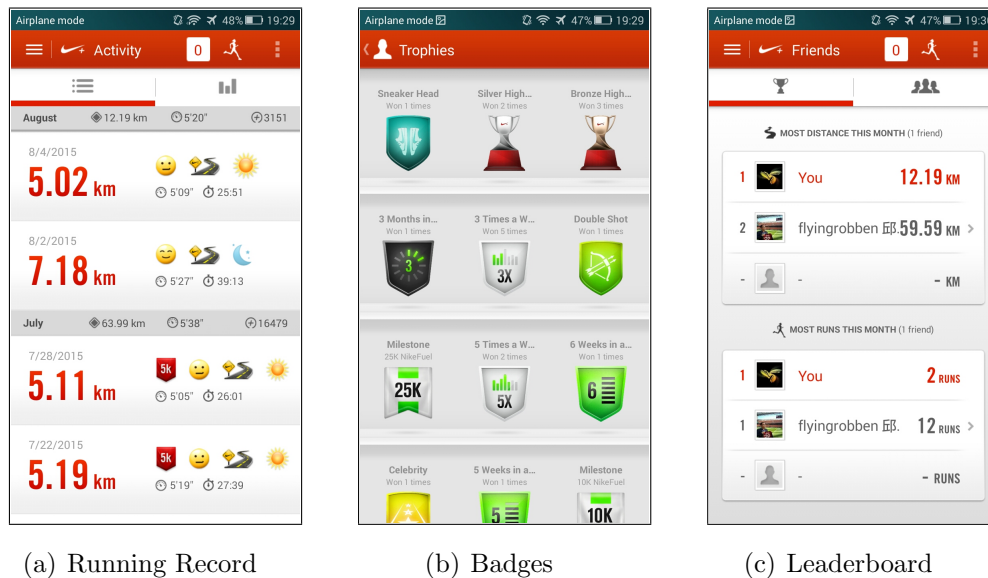 Airplane mode 48% 19:29
Activity 0
August 12.19 km 5'20" 3151
8/4/2015
5.02 km
5'09" 25:51
8/2/2015
7.18 km
5'27" 39:13
July 63.99 km 5'38" 16479
7/28/2015
5k
5.11 km
5'05" 26:01
7/22/2015
5k
5.19 km
5'19" 27:39
(a) Running Record
Airplane mode 47% 19:29
Trophies
Sneaker Head Silver High... Bronze High...
Won 1 times Won 2 times Won 3 times
3 Months in... 3 Times a W... Double Shot
Won 1 times Won 5 times Won 1 times
3 3X
Milestone 5 Times a W... 6 Weeks in a...
25K NikeFuel Won 2 times Won 1 times
25K 5X 6
Celebrity 5 Weeks in a... Milestone
Won 1 times Won 1 times 10K NikeFuel
5 10K
(b) Badges
Airplane mode 47% 19:30
Friends 0
MOST DISTANCE THIS MONTH (1 friend)
1 You 12.19 KM
2 flyingrobben 邱. 59.59 KM >
- - - KM
MOST RUNS THIS MONTH (1 friend)
1 You 2 RUNS
1 flyingrobben 邱. 12 RUNS >
- - - RUNS
(c) Leaderboard